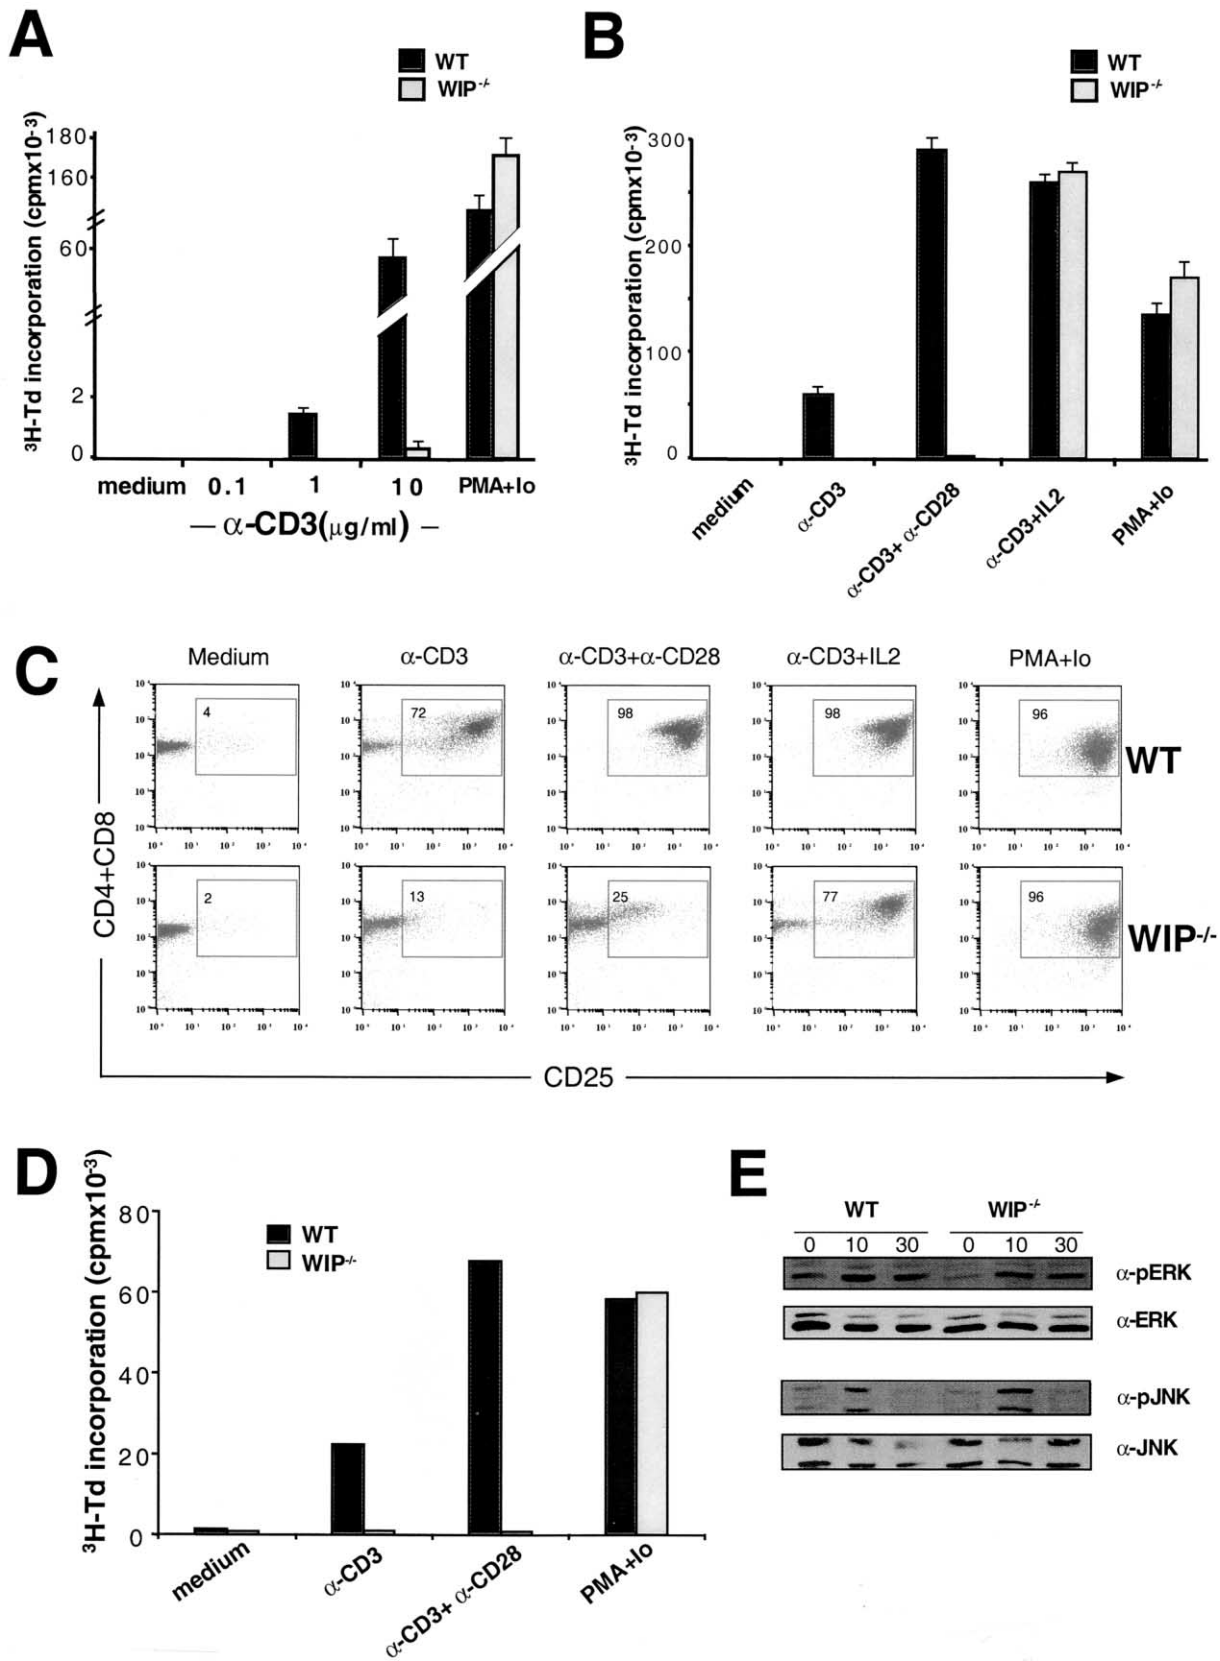 A
WT
WIP-/-
³H-Td incorporation (cpmx10-3)
180
160
60
2
0
medium 0.1 1 10 PMA+Io
— α-CD3(μg/ml) —
B
WT
WIP-/-
³H-Td incorporation (cpmx10-3)
300
200
100
0
medium
α-CD3
α-CD3+ α-CD28
α-CD3+IL2
PMA+Io
C
Medium α-CD3 α-CD3+α-CD28 α-CD3+IL2 PMA+Io
4 72 98 98 96
WT
2 13 25 77 96
WIP-/-
CD4+CD8
CD25
D
³H-Td incorporation (cpmx10-3)
WT
WIP-/-
80
60
40
20
0
medium
α-CD3
α-CD3+ α-CD28
PMA+Io
E
WT WIP-/-
0 10 30 0 10 30
α-pERK
α-ERK
α-pJNK
α-JNK